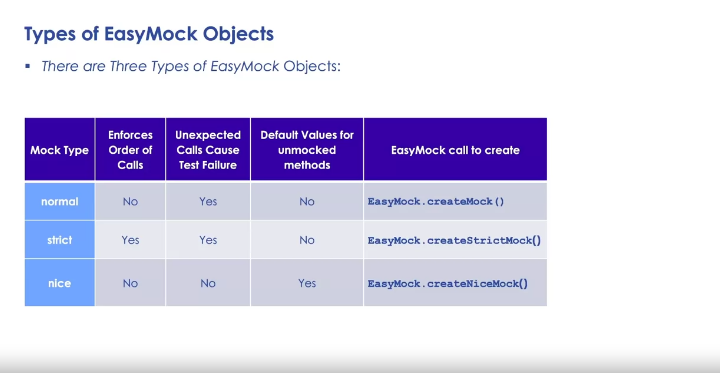 Types of EasyMock Objects
▪ There are Three Types of EasyMock Objects:
Mock Type
Enforces
Order of
Calls
Unexpected
Calls Cause
Test Failure
Default Values for
unmocked
methods
EasyMock call to create
normal No Yes No EasyMock.createMock()
strict Yes Yes No EasyMock.createStrictMock()
nice No No Yes EasyMock.createNiceMock()